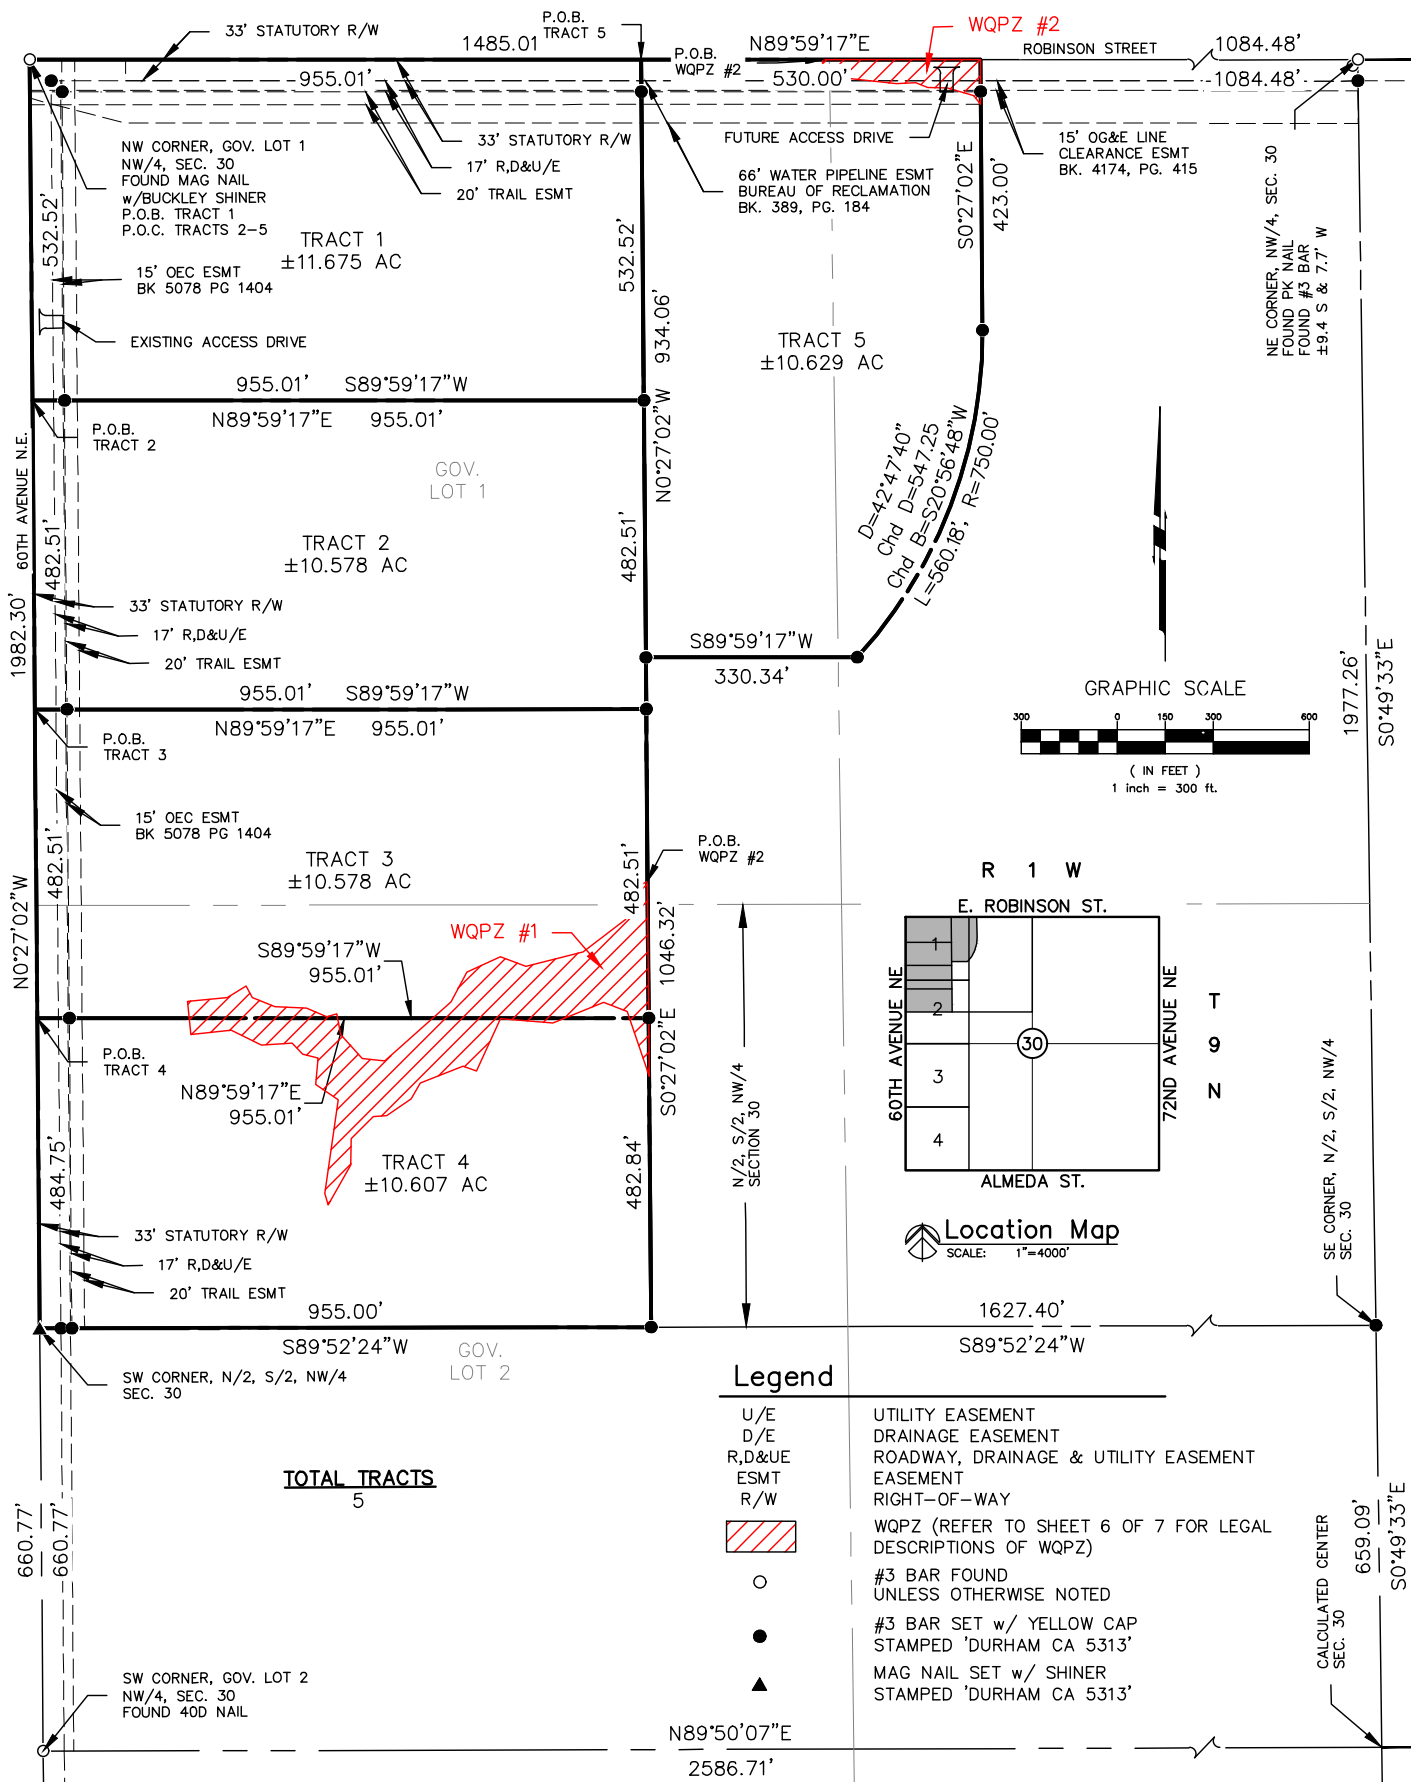 33' STATUTORY R/W
P.O.B.
TRACT 5
1485.01
P.O.B.
WQPZ #2
N89°59'17"E
WQPZ #2
ROBINSON STREET
1084.48'
955.01'
530.00'
1084.48'
NW CORNER, GOV. LOT 1
NW/4, SEC. 30
FOUND MAG NAIL
w/BUCKLEY SHINER
P.O.B. TRACT 1
P.O.C. TRACTS 2-5
33' STATUTORY R/W
17' R,D&U/E
20' TRAIL ESMT
FUTURE ACCESS DRIVE
66' WATER PIPELINE ESMT
BUREAU OF RECLAMATION
BK. 389, PG. 184
15' OG&E LINE
CLEARANCE ESMT
BK. 4174, PG. 415
S0°27'02"E
423.00'
NE CORNER, NW/4, SEC. 30
FOUND PK NAIL
FOUND #3 BAR
±9.4 S & 7.7' W
532.52'
TRACT 1
±11.675 AC
532.52'
15' OEC ESMT
BK 5078 PG 1404
EXISTING ACCESS DRIVE
934.06'
TRACT 5
±10.629 AC
955.01' S89°59'17"W
N89°59'17"E 955.01'
P.O.B.
TRACT 2
60TH AVENUE N.E.
N0°27'02"W
GOV.
LOT 1
D=42°47'40"
Chd D=547.25
Chd B=S20°56'48"W
L=560.18', R=750.00'
482.51'
TRACT 2
±10.578 AC
482.51'
1982.30'
33' STATUTORY R/W
17' R,D&U/E
20' TRAIL ESMT
S89°59'17"W
330.34'
955.01' S89°59'17"W
N89°59'17"E 955.01'
P.O.B.
TRACT 3
GRAPHIC SCALE
300 0 150 300 600
( IN FEET )
1 inch = 300 ft.
1977.26'
S0°49'33"E
15' OEC ESMT
BK 5078 PG 1404
482.51'
TRACT 3
±10.578 AC
482.51'
P.O.B.
WQPZ #2
N0°27'02"W
WQPZ #1
S89°59'17"W
955.01'
1046.32'
S0°27'02"E
P.O.B.
TRACT 4
N89°59'17"E
955.01'
R 1 W
E. ROBINSON ST.
60TH AVENUE NE
72ND AVENUE NE
1
2
30
3
4
T
9
N
ALMEDA ST.
Location Map
SCALE: 1"=4000'
N/2, S/2, NW/4
SECTION 30
SE CORNER, N/2, S/2, NW/4
SEC. 30
484.75'
TRACT 4
±10.607 AC
482.84'
33' STATUTORY R/W
17' R,D&U/E
20' TRAIL ESMT
955.00'
S89°52'24"W
1627.40'
S89°52'24"W
GOV.
LOT 2
SW CORNER, N/2, S/2, NW/4
SEC. 30
Legend
U/E UTILITY EASEMENT
D/E DRAINAGE EASEMENT
R,D&UE ROADWAY, DRAINAGE & UTILITY EASEMENT
ESMT EASEMENT
R/W RIGHT-OF-WAY
WQPZ (REFER TO SHEET 6 OF 7 FOR LEGAL
DESCRIPTIONS OF WQPZ)
#3 BAR FOUND
UNLESS OTHERWISE NOTED
#3 BAR SET w/ YELLOW CAP
STAMPED 'DURHAM CA 5313'
MAG NAIL SET w/ SHINER
STAMPED 'DURHAM CA 5313'
TOTAL TRACTS
5
660.77'
660.77'
659.09'
S0°49'33"E
CALCULATED CENTER
SEC. 30
SW CORNER, GOV. LOT 2
NW/4, SEC. 30
FOUND 40D NAIL
N89°50'07"E
2586.71'